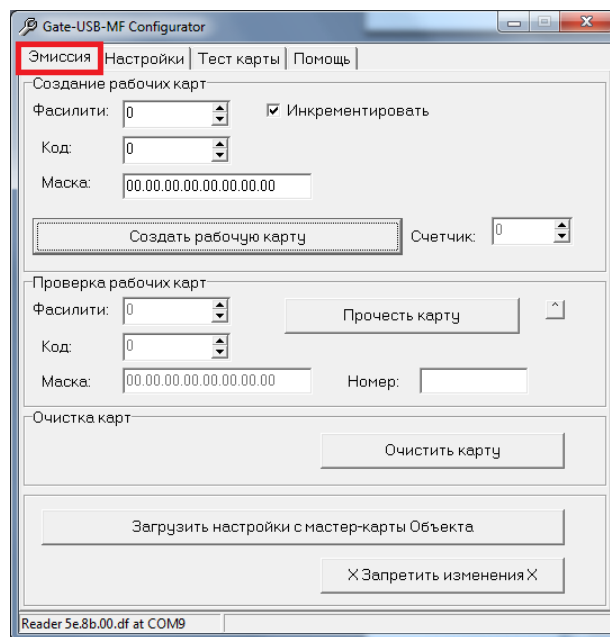 Gate-USB-MF Configurator
Эмиссия Настройки Тест карты Помощь
Создание рабочих карт
Фасилити: 0 Инкрементировать
Код: 0
Маска: 00.00.00.00.00.00.00.00
Создать рабочую карту Счетчик: 0
Проверка рабочих карт
Фасилити: 0 Прочесть карту ^
Код: 0
Маска: 00.00.00.00.00.00.00.00 Номер:
Очистка карт
Очистить карту
Загрузить настройки с мастер-карты Объекта
X Запретить изменения X
Reader 5e.8b.00.df at COM9